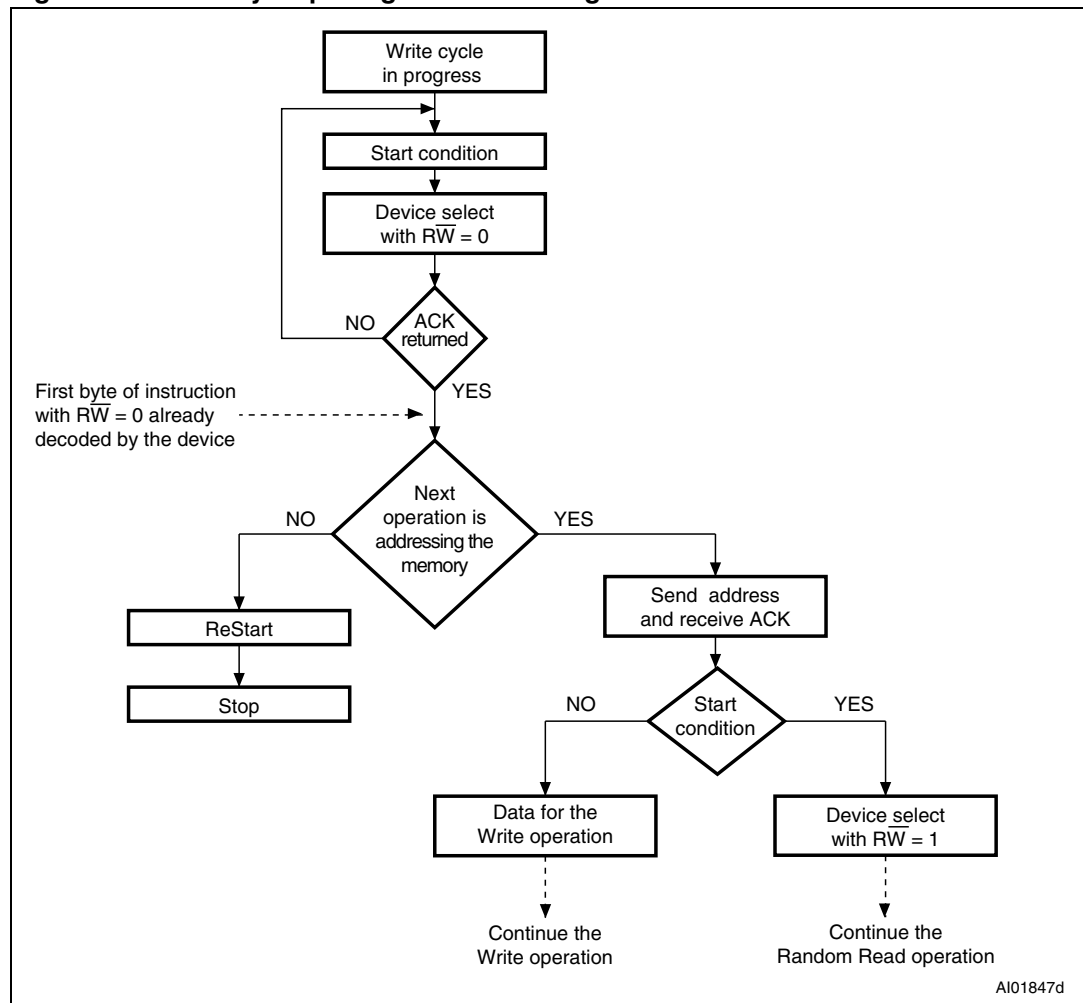 Write cycle
in progress
Start condition
Device select
with RW̅ = 0
NO
ACK
returned
YES
First byte of instruction
with RW̅ = 0 already
decoded by the device
Next
operation is
addressing the
memory
NO
YES
Send address
and receive ACK
ReStart
Stop
Start
condition
NO
YES
Data for the
Write operation
Device select
with RW̅ = 1
Continue the
Write operation
Continue the
Random Read operation
AI01847d